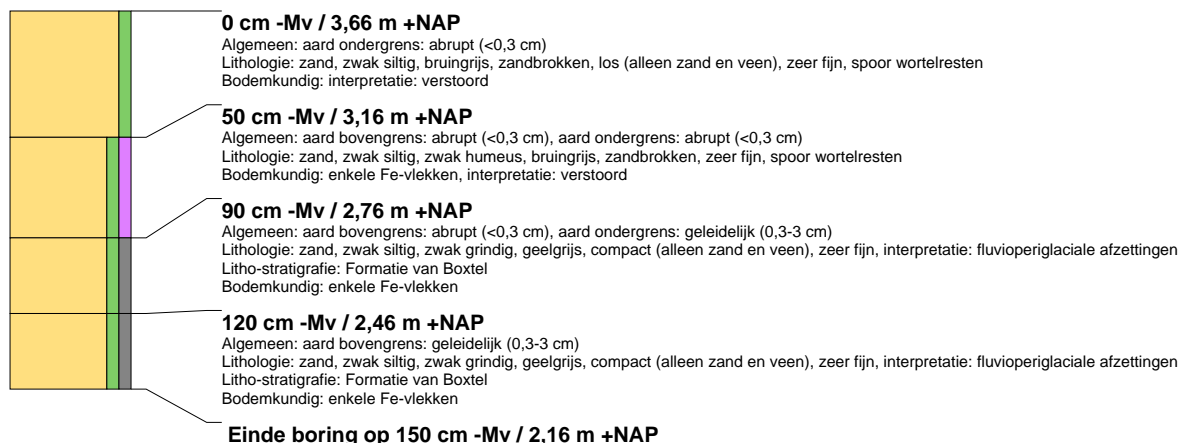 0 cm -Mv / 3,66 m +NAP
Algemeen: aard ondergrens: abrupt (<0,3 cm)
Lithologie: zand, zwak siltig, bruingrijs, zandbrokken, los (alleen zand en veen), zeer fijn, spoor wortelresten
Bodemkundig: interpretatie: verstoord
50 cm -Mv / 3,16 m +NAP
Algemeen: aard bovengrens: abrupt (<0,3 cm), aard ondergrens: abrupt (<0,3 cm)
Lithologie: zand, zwak siltig, zwak humeus, bruingrijs, zandbrokken, zeer fijn, spoor wortelresten
Bodemkundig: enkele Fe-vlekken, interpretatie: verstoord
90 cm -Mv / 2,76 m +NAP
Algemeen: aard bovengrens: abrupt (<0,3 cm), aard ondergrens: geleidelijk (0,3-3 cm)
Lithologie: zand, zwak siltig, zwak grindig, geelgrijs, compact (alleen zand en veen), zeer fijn, interpretatie: fluvioperiglaciale afzettingen
Litho-stratigrafie: Formatie van Boxtel
Bodemkundig: enkele Fe-vlekken
120 cm -Mv / 2,46 m +NAP
Algemeen: aard bovengrens: geleidelijk (0,3-3 cm)
Lithologie: zand, zwak siltig, zwak grindig, geelgrijs, compact (alleen zand en veen), zeer fijn, interpretatie: fluvioperiglaciale afzettingen
Litho-stratigrafie: Formatie van Boxtel
Bodemkundig: enkele Fe-vlekken
Einde boring op 150 cm -Mv / 2,16 m +NAP